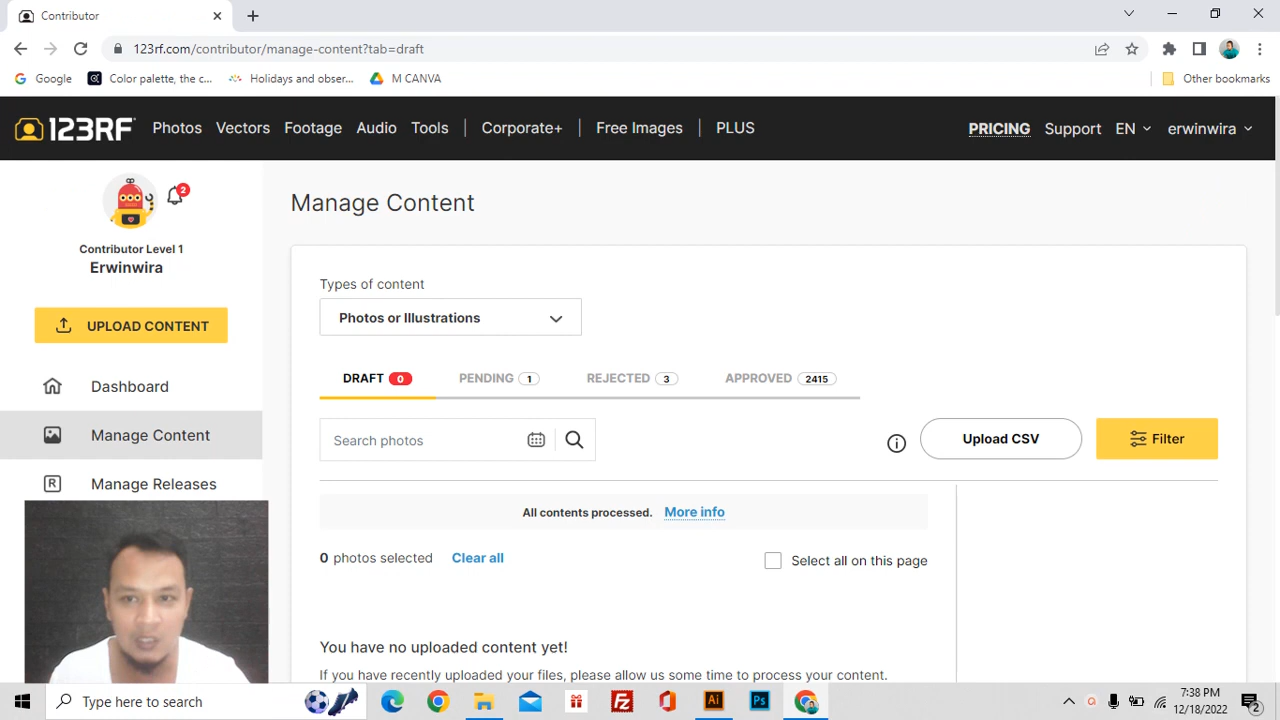 Contributor
123rf.com/contributor/manage-content?tab=draft
Google Color palette, the c... Holidays and obser... M CANVA Other bookmarks
123RF Photos Vectors Footage Audio Tools Corporate+ Free Images PLUS PRICING Support EN erwinwira
2
Contributor Level 1
Erwinwira
UPLOAD CONTENT
Dashboard
Manage Content
R Manage Releases
Manage Content
Types of content
Photos or Illustrations
DRAFT 0 PENDING 1 REJECTED 3 APPROVED 2415
Search photos
i Upload CSV Filter
All contents processed. More info
0 photos selected Clear all Select all on this page
You have no uploaded content yet!
If you have recently uploaded your files, please allow us some time to process your content.
Type here to search
Fz Ai Ps
7:38 PM
12/18/2022
2